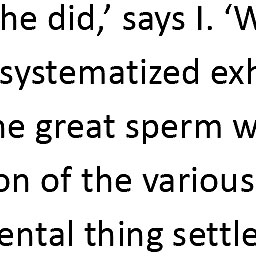 he did,’ says I. ‘W
systematized exh
he great sperm w
on of the various
ental thing settle